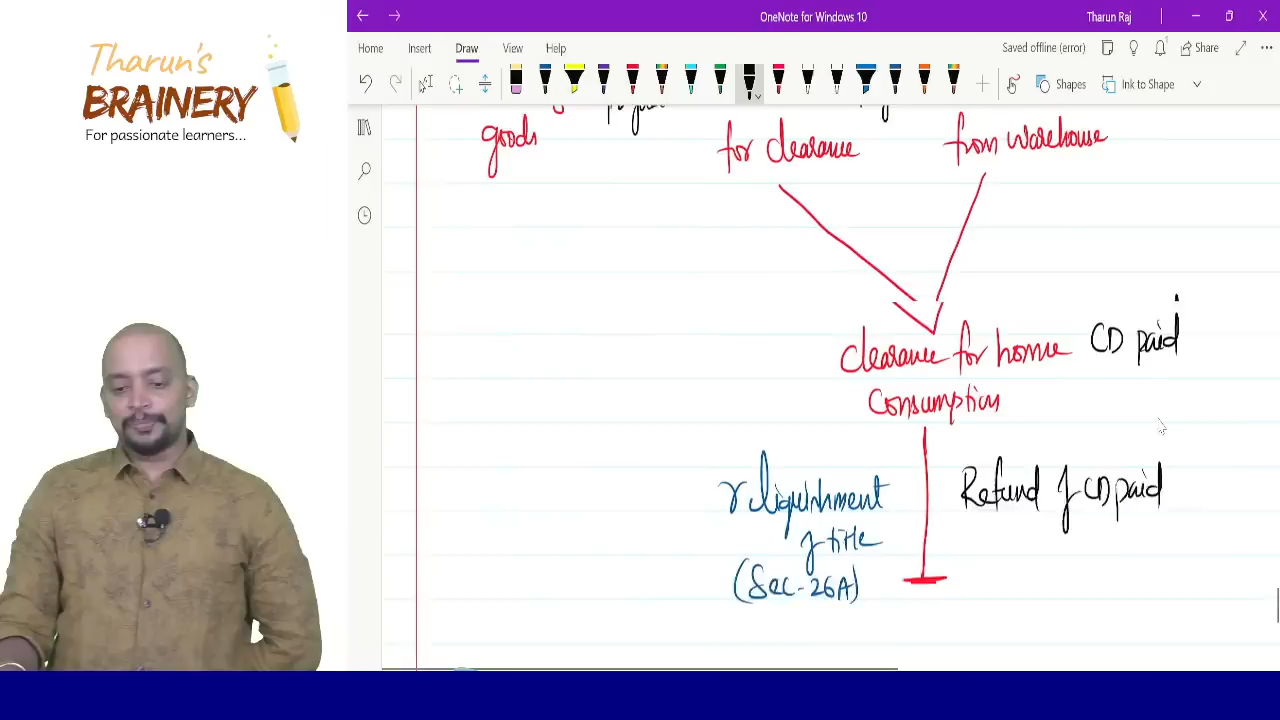 OneNote for Windows 10
Tharun Raj
Tharun's
BRAINERY
For passionate learners...
Home Insert Draw View Help
Saved offline (error)
Share
Shapes
Ink to Shape
goods
for clearance
from warehouse
Clearance for home CD paid
Consumption
reliquishment
of title
(Sec-26A)
Refund of CD paid